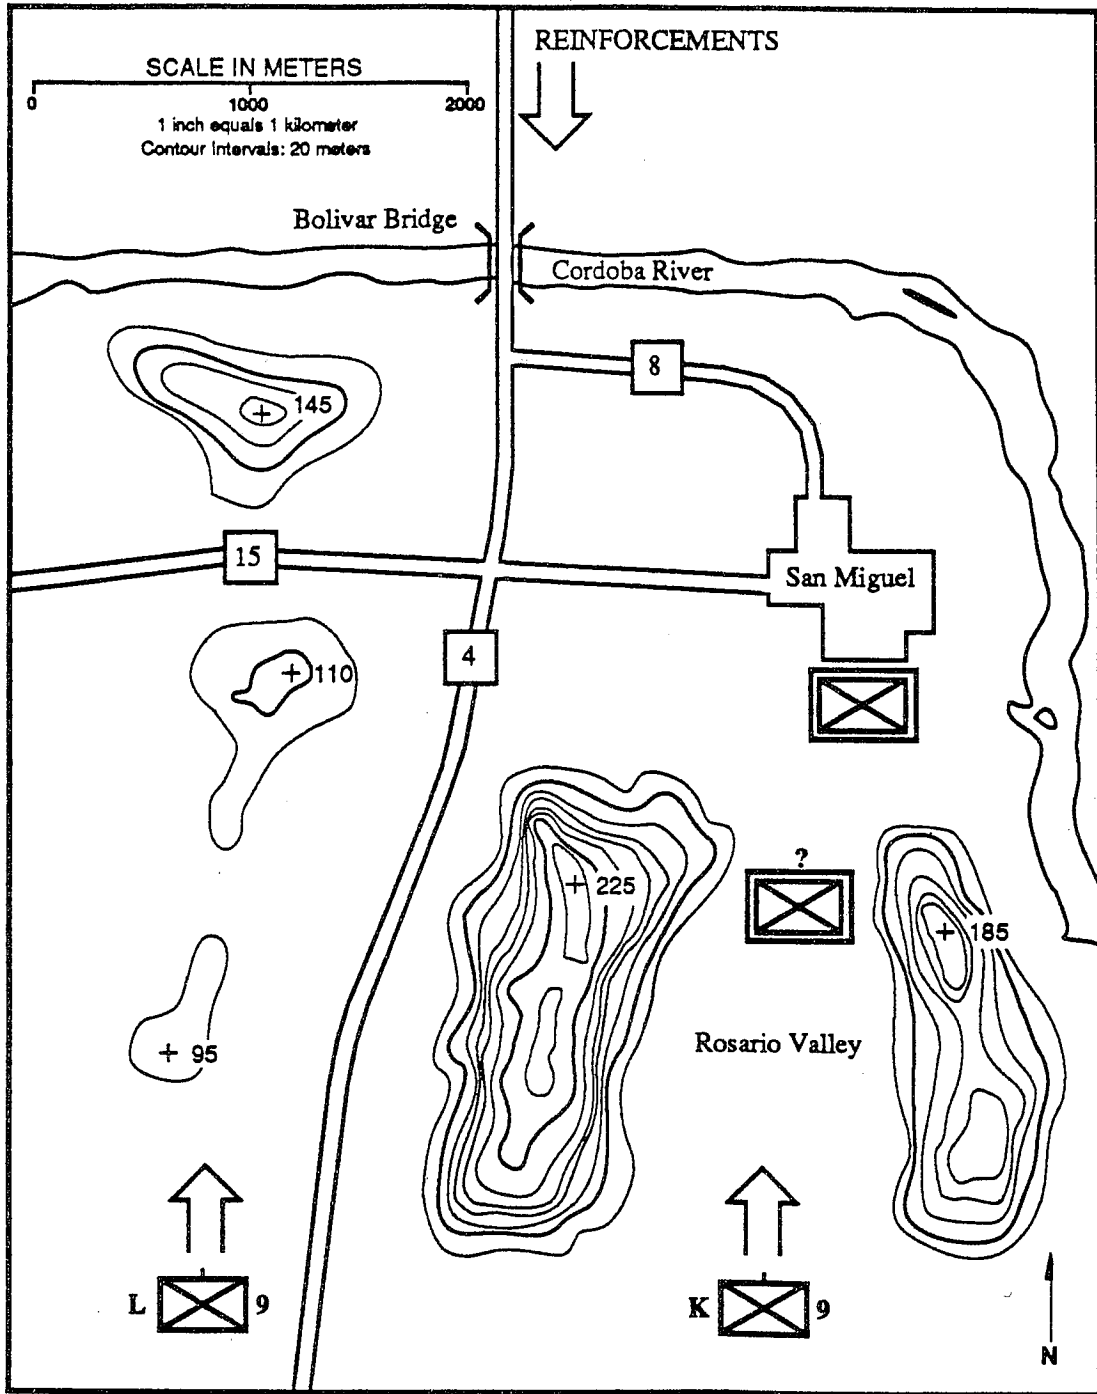 REINFORCEMENTS
SCALE IN METERS
0 1000 2000
1 inch equals 1 kilometer
Contour Intervals: 20 meters
Bolivar Bridge
Cordoba River
8
145
15
San Miguel
4
110
?
225
185
Rosario Valley
95
L 9
K 9
N